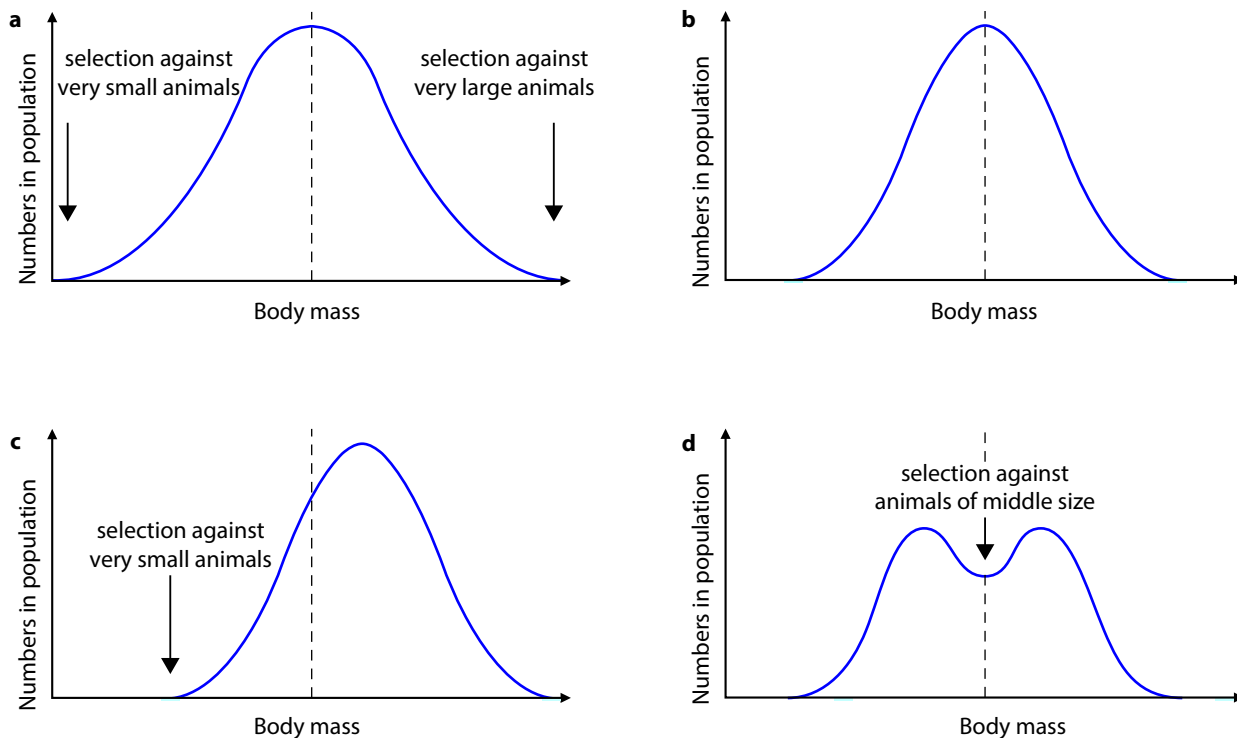 a
Numbers in population
selection against
very small animals
selection against
very large animals
Body mass
b
Numbers in population
Body mass
c
Numbers in population
selection against
very small animals
Body mass
d
Numbers in population
selection against
animals of middle size
Body mass